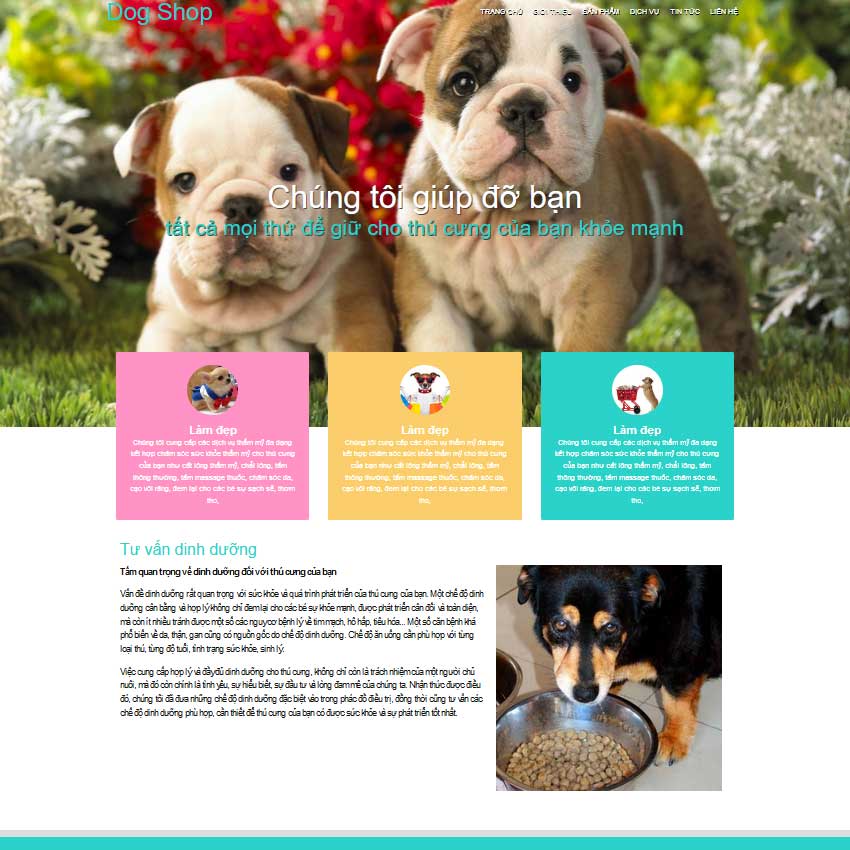 Dog Shop
TRANG CHỦ GIỚI THIỆU SẢN PHẨM DỊCH VỤ TIN TỨC LIÊN HỆ
Chúng tôi giúp đỡ bạn
tất cả mọi thứ để giữ cho thú cưng của bạn khỏe mạnh
Làm đẹp
Chúng tôi cung cấp các dịch vụ thẩm mỹ đa dạng
kết hợp chăm sóc sức khỏe thẩm mỹ cho thú cưng
của bạn như cắt lông thẩm mỹ, chải lông, tắm
thông thường, tắm massage thuốc, chăm sóc da,
cạo vôi răng, đem lại cho các bé sự sạch sẽ, thơm
tho,
Làm đẹp
Chúng tôi cung cấp các dịch vụ thẩm mỹ đa dạng
kết hợp chăm sóc sức khỏe thẩm mỹ cho thú cưng
của bạn như cắt lông thẩm mỹ, chải lông, tắm
thông thường, tắm massage thuốc, chăm sóc da,
cạo vôi răng, đem lại cho các bé sự sạch sẽ, thơm
tho,
Làm đẹp
Chúng tôi cung cấp các dịch vụ thẩm mỹ đa dạng
kết hợp chăm sóc sức khỏe thẩm mỹ cho thú cưng
của bạn như cắt lông thẩm mỹ, chải lông, tắm
thông thường, tắm massage thuốc, chăm sóc da,
cạo vôi răng, đem lại cho các bé sự sạch sẽ, thơm
tho,
Tư vấn dinh dưỡng
Tầm quan trọng về dinh dưỡng đối với thú cưng của bạn
Vấn đề dinh dưỡng rất quan trọng với sức khỏe và quá trình phát triển của thú cưng của bạn. Một chế độ dinh
dưỡng cân bằng và hợp lý không chỉ đem lại cho các bé sự khỏe mạnh, được phát triển cân đối và toàn diện,
mà còn ít nhiều tránh được một số các nguy cơ bệnh lý về tim mạch, hô hấp, tiêu hóa... Một số căn bệnh khá
phổ biến về da, thận, gan cũng có nguồn gốc do chế độ dinh dưỡng. Chế độ ăn uống cần phù hợp với từng
loại thú, từng độ tuổi, tình trạng sức khỏe, sinh lý.
Việc cung cấp hợp lý và đầy đủ dinh dưỡng cho thú cưng, không chỉ còn là trách nhiệm của một người chủ
nuôi, mà đó còn chính là tình yêu, sự hiểu biết, sự đầu tư và lòng đam mê của chúng ta. Nhận thức được điều
đó, chúng tôi đã đưa những chế độ dinh dưỡng đặc biệt vào trong phác đồ điều trị, đồng thời cũng tư vấn các
chế độ dinh dưỡng phù hợp, cần thiết để thú cưng của bạn có được sức khỏe và sự phát triển tốt nhất.